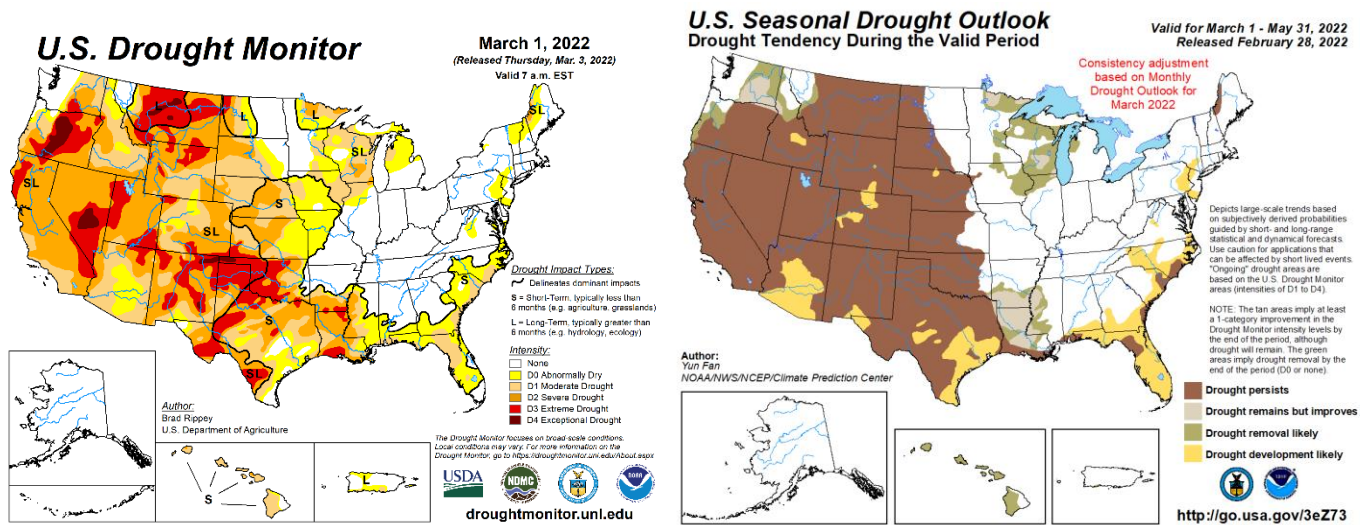 U.S. Drought Monitor
March 1, 2022
(Released Thursday, Mar. 3, 2022)
Valid 7 a.m. EST
L
L
L
SL
SL
SL
S
SL
S
S
SL
Drought Impact Types:
Delineates dominant impacts
S = Short-Term, typically less than
6 months (e.g. agriculture, grasslands)
L = Long-Term, typically greater than
6 months (e.g. hydrology, ecology)
Intensity:
None
D0 Abnormally Dry
D1 Moderate Drought
D2 Severe Drought
D3 Extreme Drought
D4 Exceptional Drought
Author:
Brad Rippey
U.S. Department of Agriculture
S
L
The Drought Monitor focuses on broad-scale conditions.
Local conditions may vary. For more information on the
Drought Monitor, go to https://droughtmonitor.unl.edu/About.aspx
USDA
NDMC
NOAA
droughtmonitor.unl.edu
U.S. Seasonal Drought Outlook
Drought Tendency During the Valid Period
Valid for March 1 - May 31, 2022
Released February 28, 2022
Consistency adjustment
based on Monthly
Drought Outlook for
March 2022
Depicts large-scale trends based
on subjectively derived probabilities
guided by short- and long-range
statistical and dynamical forecasts.
Use caution for applications that
can be affected by short lived events.
"Ongoing" drought areas are
based on the U.S. Drought Monitor
areas (intensities of D1 to D4).
NOTE: The tan areas imply at least
a 1-category improvement in the
Drought Monitor intensity levels by
the end of the period, although
drought will remain. The green
areas imply drought removal by the
end of the period (D0 or none).
Author:
Yun Fan
NOAA/NWS/NCEP/Climate Prediction Center
Drought persists
Drought remains but improves
Drought removal likely
Drought development likely
http://go.usa.gov/3eZ73